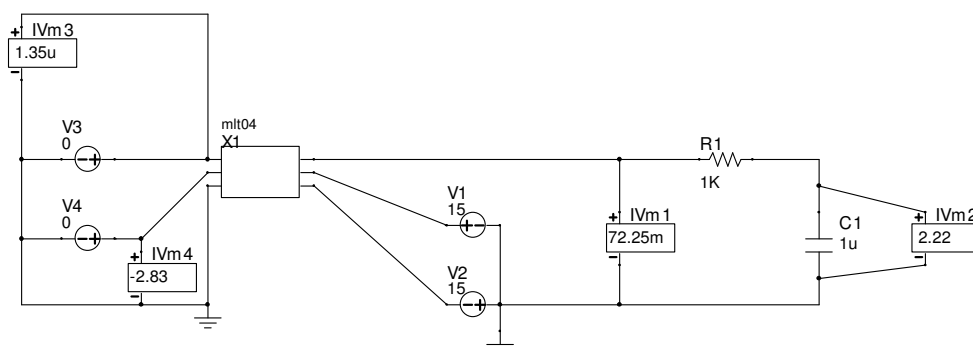 IVm3
1.35u
mlt04
X1
V3
0
V4
0
IVm4
-2.83
V1
15
V2
15
R1
1K
IVm1
72.25m
C1
1u
IVm2
2.22